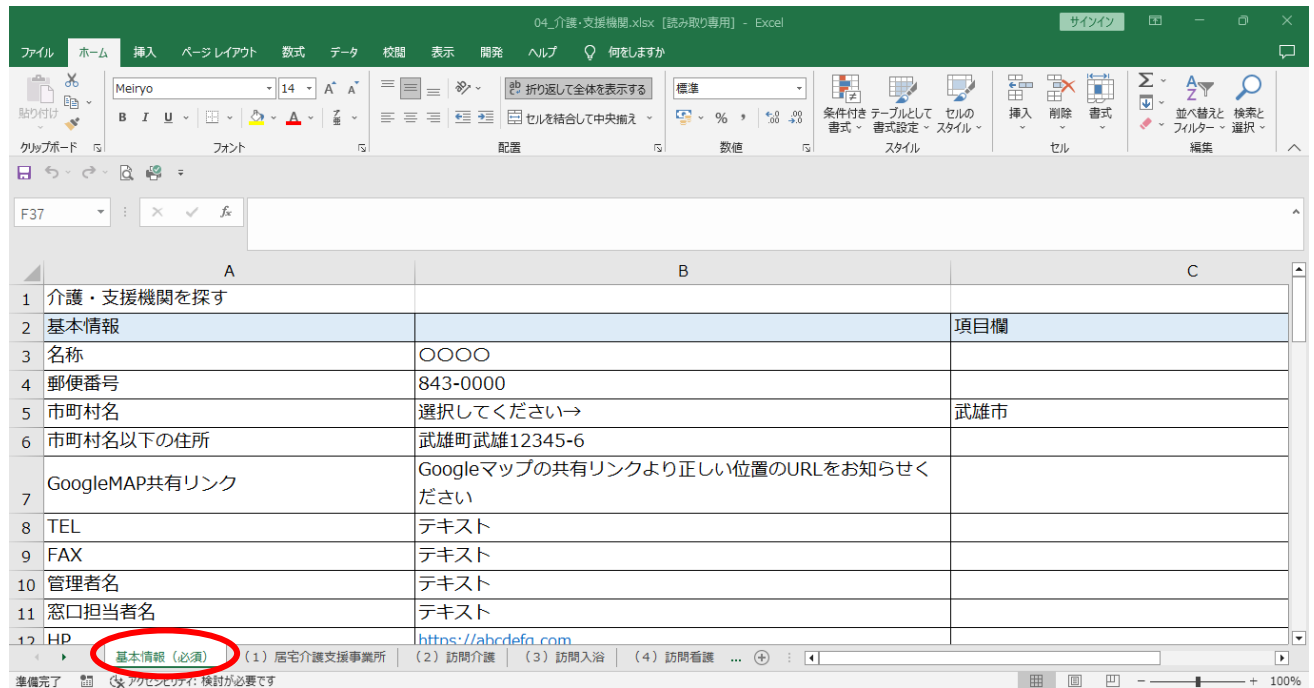 04_介護・支援機関.xlsx [読み取り専用] - Excel
サインイン
ファイル ホーム 挿入 ページ レイアウト 数式 データ 校閲 表示 開発 ヘルプ 何をしますか
貼り付け
Meiryo 14
B I U
折り返して全体を表示する
セルを結合して中央揃え
標準
条件付き書式
テーブルとして書式設定
セルのスタイル
挿入 削除 書式
並べ替えとフィルター
検索と選択
クリップボード フォント 配置 数値 スタイル セル 編集
F37 fx
A B C
1 介護・支援機関を探す
2 基本情報 項目欄
3 名称 〇〇〇〇
4 郵便番号 843-0000
5 市町村名 選択してください→ 武雄市
6 市町村名以下の住所 武雄町武雄12345-6
7 GoogleMAP共有リンク Googleマップの共有リンクより正しい位置のURLをお知らせく
ださい
8 TEL テキスト
9 FAX テキスト
10 管理者名 テキスト
11 窓口担当者名 テキスト
12 HP https://abcdefg.com
基本情報（必須） （1）居宅介護支援事業所 （2）訪問介護 （3）訪問入浴 （4）訪問看護 ...
準備完了 アクセシビリティ: 検討が必要です 100%